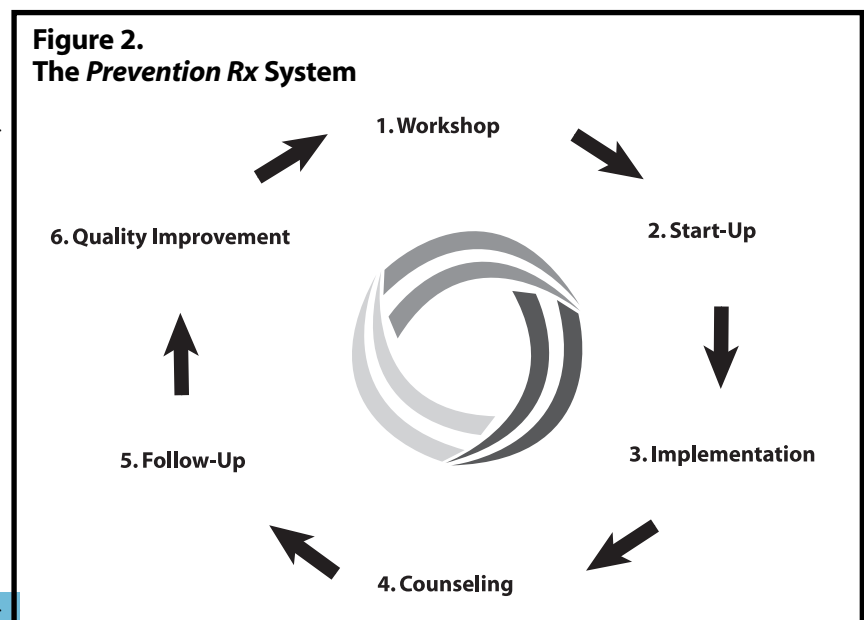 Figure 2.
The Prevention Rx System
1. Workshop
2. Start-Up
3. Implementation
4. Counseling
5. Follow-Up
6. Quality Improvement